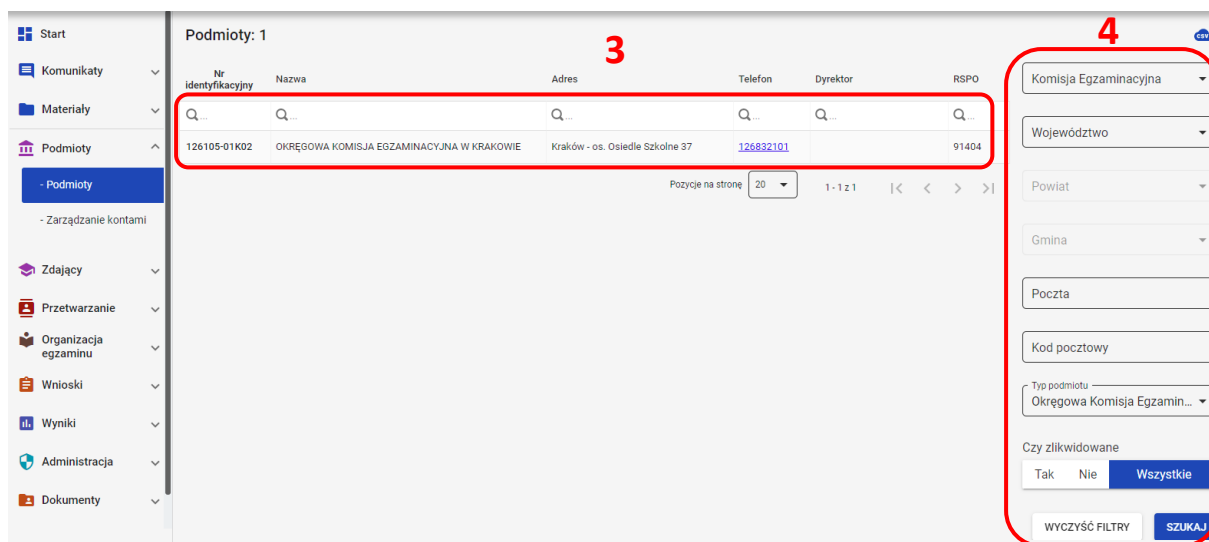 Start
Komunikaty
Materiały
Podmioty
- Podmioty
- Zarządzanie kontami
Zdający
Przetwarzanie
Organizacja
egzaminu
Wnioski
Wyniki
Administracja
Dokumenty
Podmioty: 1
3
4
csv
Nr
identyfikacyjny
Nazwa
Adres
Telefon
Dyrektor
RSPO
... ... ... ... ... ...
126105-01K02 OKRĘGOWA KOMISJA EGZAMINACYJNA W KRAKOWIE Kraków - os. Osiedle Szkolne 37 126832101 91404
Pozycje na stronę 20 1 - 1 z 1
Komisja Egzaminacyjna
Województwo
Powiat
Gmina
Poczta
Kod pocztowy
Typ podmiotu
Okręgowa Komisja Egzamin...
Czy zlikwidowane
Tak Nie Wszystkie
WYCZYŚĆ FILTRY SZUKAJ